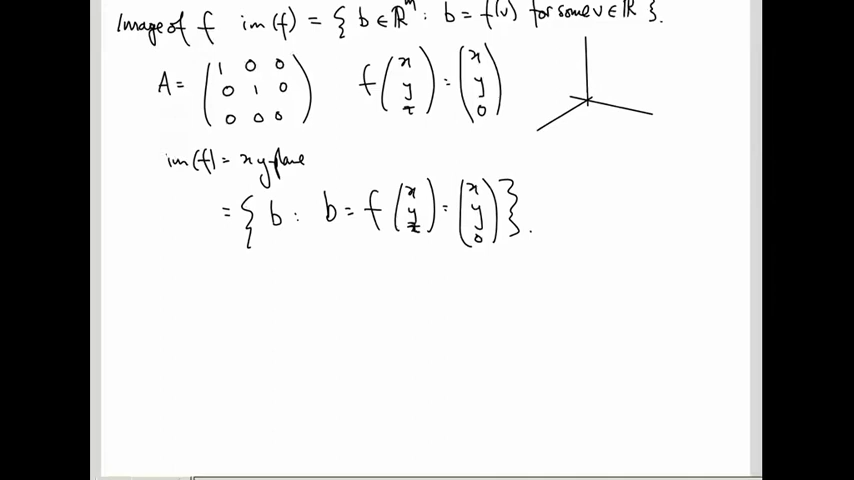 Image of f im(f) = { b ∈ ℝ^m : b = f(v) for some v ∈ ℝ }.
A = ( 1 0 0 ; 0 1 0 ; 0 0 0 ) f ( x ; y ; z ) = ( x ; y ; 0 )
im(f) = xy-plane
= { b : b = f ( x ; y ; z ) = ( x ; y ; 0 ) } .